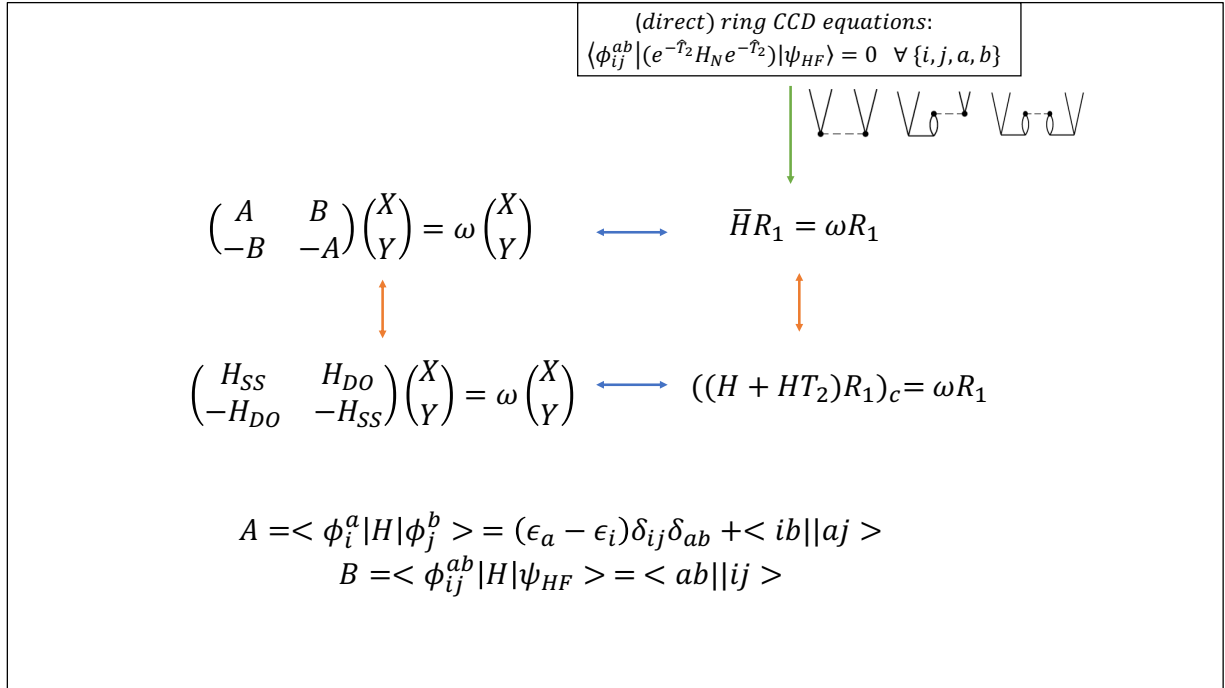 (direct) ring CCD equations:
⟨ϕ_{ij}^{ab}|(e^{-T̂_2}H_N e^{-T̂_2})|ψ_{HF}⟩ = 0 ∀ {i, j, a, b}
(A B; −B −A)(X; Y) = ω(X; Y)
H̅R_1 = ωR_1
(H_{SS} H_{DO}; −H_{DO} −H_{SS})(X; Y) = ω(X; Y)
((H + HT_2)R_1)_c= ωR_1
A =< ϕ_i^a|H|ϕ_j^b > = (ϵ_a − ϵ_i)δ_{ij}δ_{ab} +< ib||aj >
B =< ϕ_{ij}^{ab}|H|ψ_{HF} > = < ab||ij >